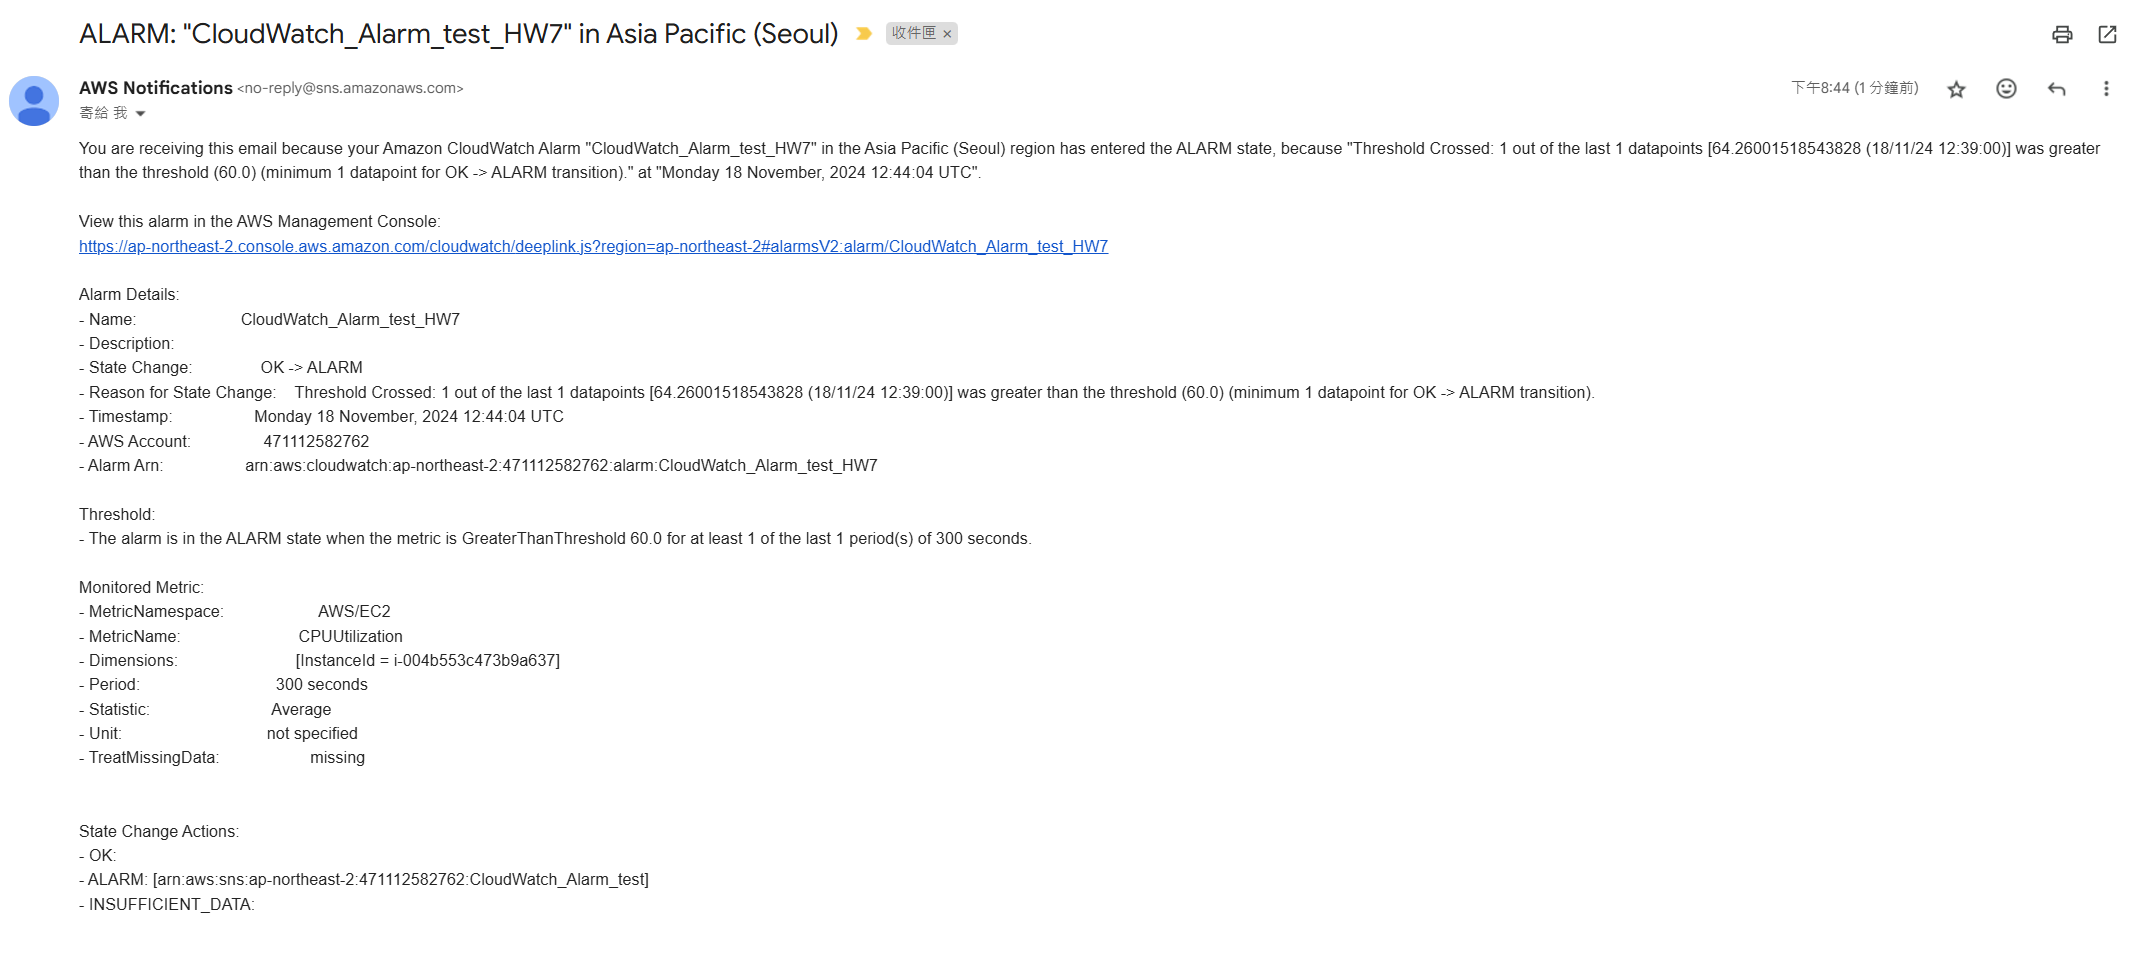 ALARM: "CloudWatch_Alarm_test_HW7" in Asia Pacific (Seoul) 收件匣 ×
AWS Notifications <no-reply@sns.amazonaws.com> 下午8:44 (1 分鐘前)
寄給 我
You are receiving this email because your Amazon CloudWatch Alarm "CloudWatch_Alarm_test_HW7" in the Asia Pacific (Seoul) region has entered the ALARM state, because "Threshold Crossed: 1 out of the last 1 datapoints [64.26001518543828 (18/11/24 12:39:00)] was greater
than the threshold (60.0) (minimum 1 datapoint for OK -> ALARM transition)." at "Monday 18 November, 2024 12:44:04 UTC".
View this alarm in the AWS Management Console:
https://ap-northeast-2.console.aws.amazon.com/cloudwatch/deeplink.js?region=ap-northeast-2#alarmsV2:alarm/CloudWatch_Alarm_test_HW7
Alarm Details:
- Name: CloudWatch_Alarm_test_HW7
- Description:
- State Change: OK -> ALARM
- Reason for State Change: Threshold Crossed: 1 out of the last 1 datapoints [64.26001518543828 (18/11/24 12:39:00)] was greater than the threshold (60.0) (minimum 1 datapoint for OK -> ALARM transition).
- Timestamp: Monday 18 November, 2024 12:44:04 UTC
- AWS Account: 471112582762
- Alarm Arn: arn:aws:cloudwatch:ap-northeast-2:471112582762:alarm:CloudWatch_Alarm_test_HW7
Threshold:
- The alarm is in the ALARM state when the metric is GreaterThanThreshold 60.0 for at least 1 of the last 1 period(s) of 300 seconds.
Monitored Metric:
- MetricNamespace: AWS/EC2
- MetricName: CPUUtilization
- Dimensions: [InstanceId = i-004b553c473b9a637]
- Period: 300 seconds
- Statistic: Average
- Unit: not specified
- TreatMissingData: missing
State Change Actions:
- OK:
- ALARM: [arn:aws:sns:ap-northeast-2:471112582762:CloudWatch_Alarm_test]
- INSUFFICIENT_DATA: